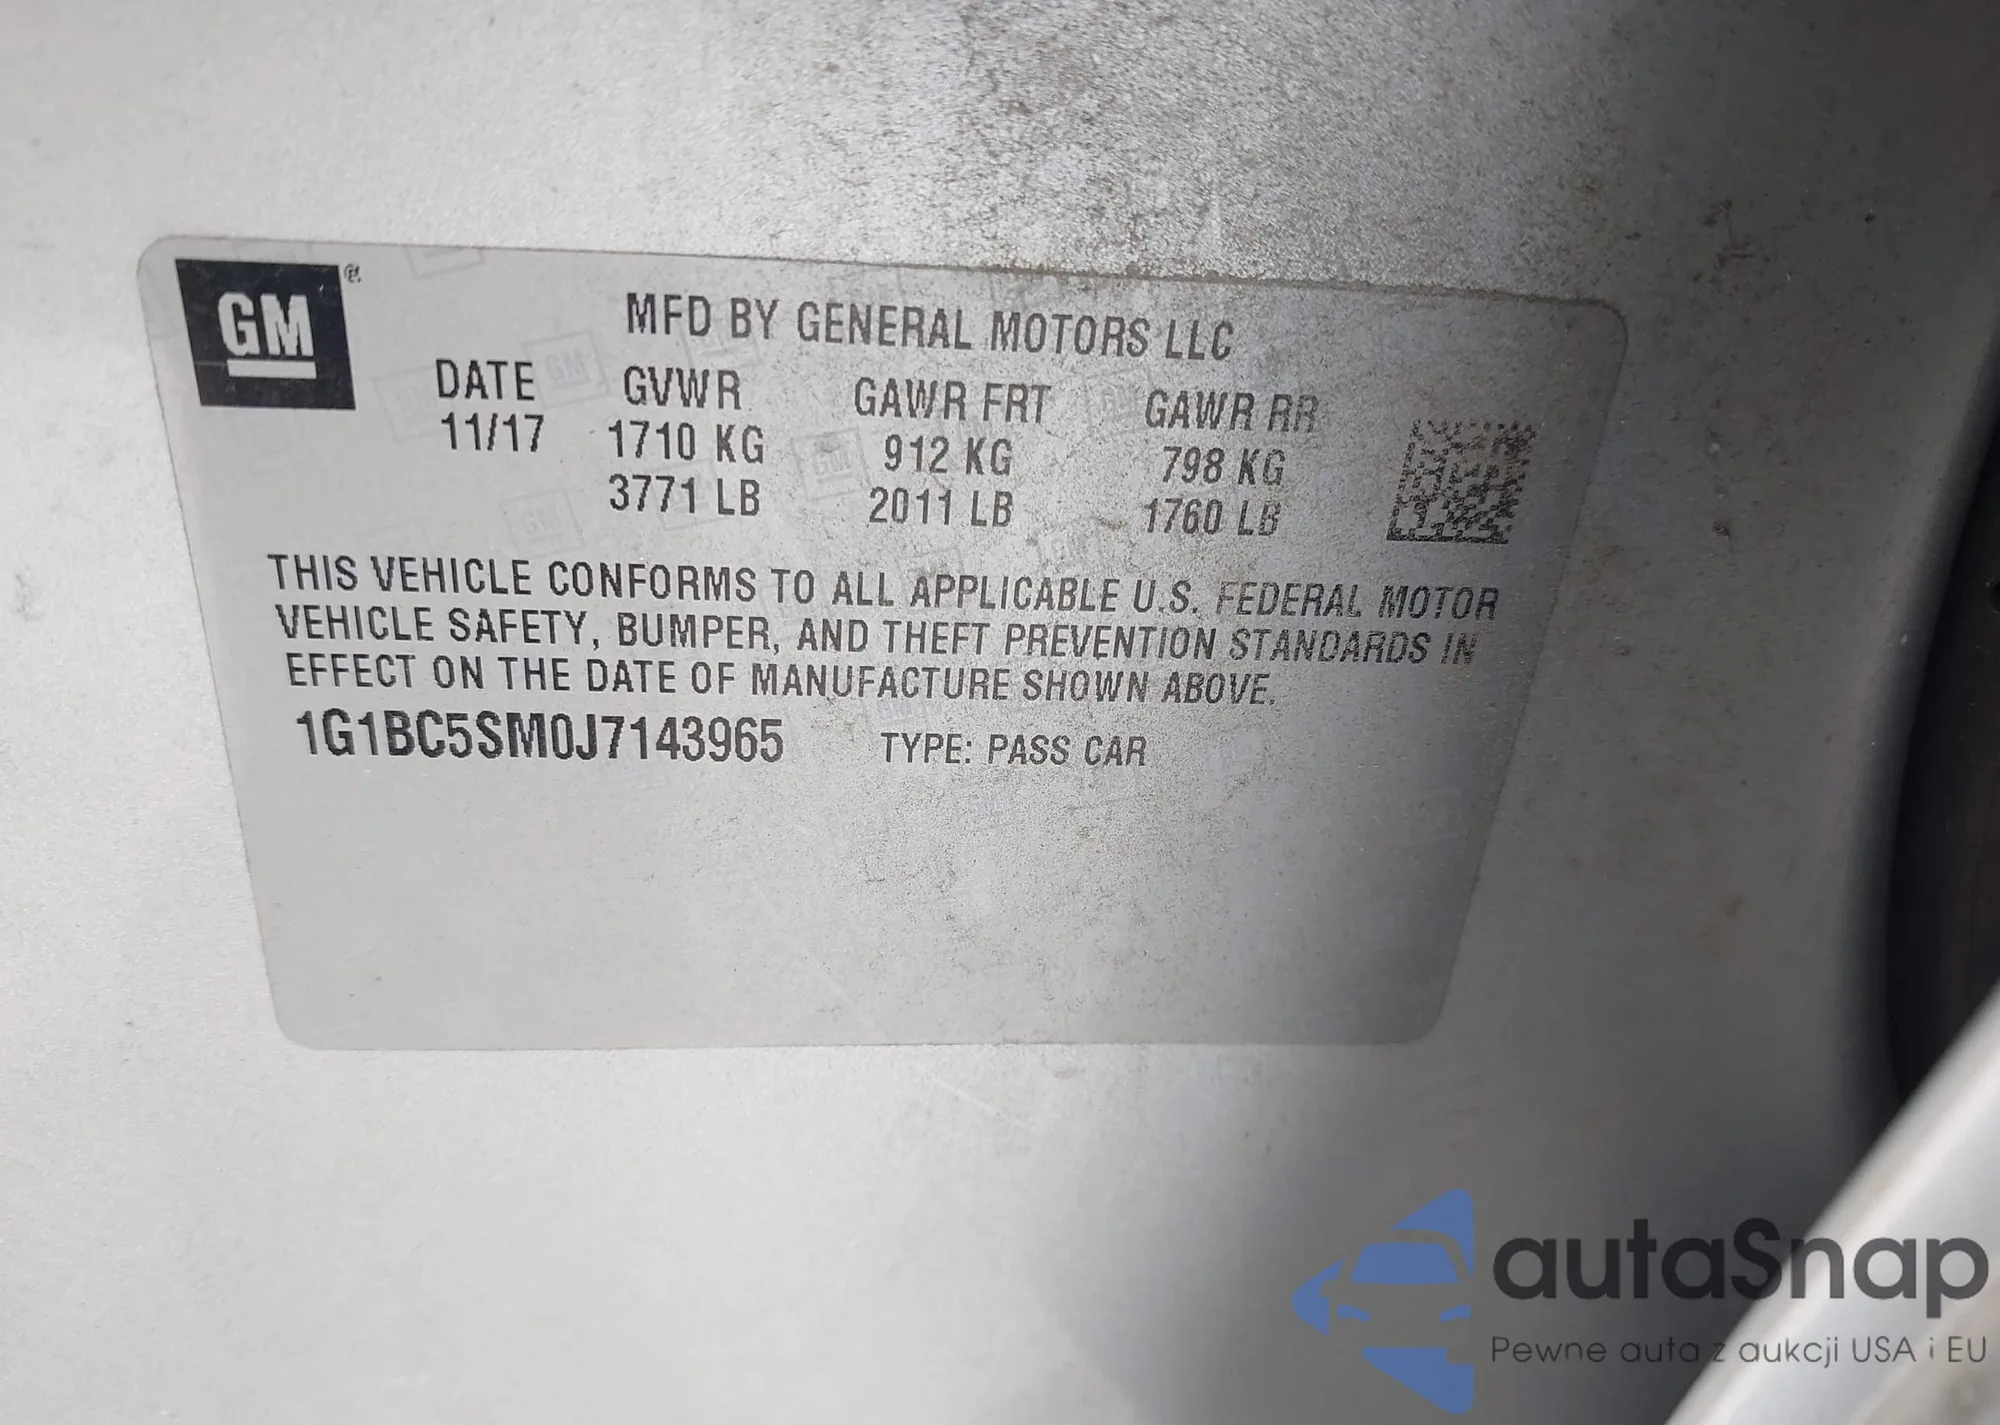 GM®
MFD BY GENERAL MOTORS LLC
DATE GVWR GAWR FRT GAWR RR
11/17 1710 KG 912 KG 798 KG
3771 LB 2011 LB 1760 LB
THIS VEHICLE CONFORMS TO ALL APPLICABLE U.S. FEDERAL MOTOR
VEHICLE SAFETY, BUMPER, AND THEFT PREVENTION STANDARDS IN
EFFECT ON THE DATE OF MANUFACTURE SHOWN ABOVE.
1G1BC5SM0J7143965 TYPE: PASS CAR
autaSnap
Pewne auta z aukcji USA i EU